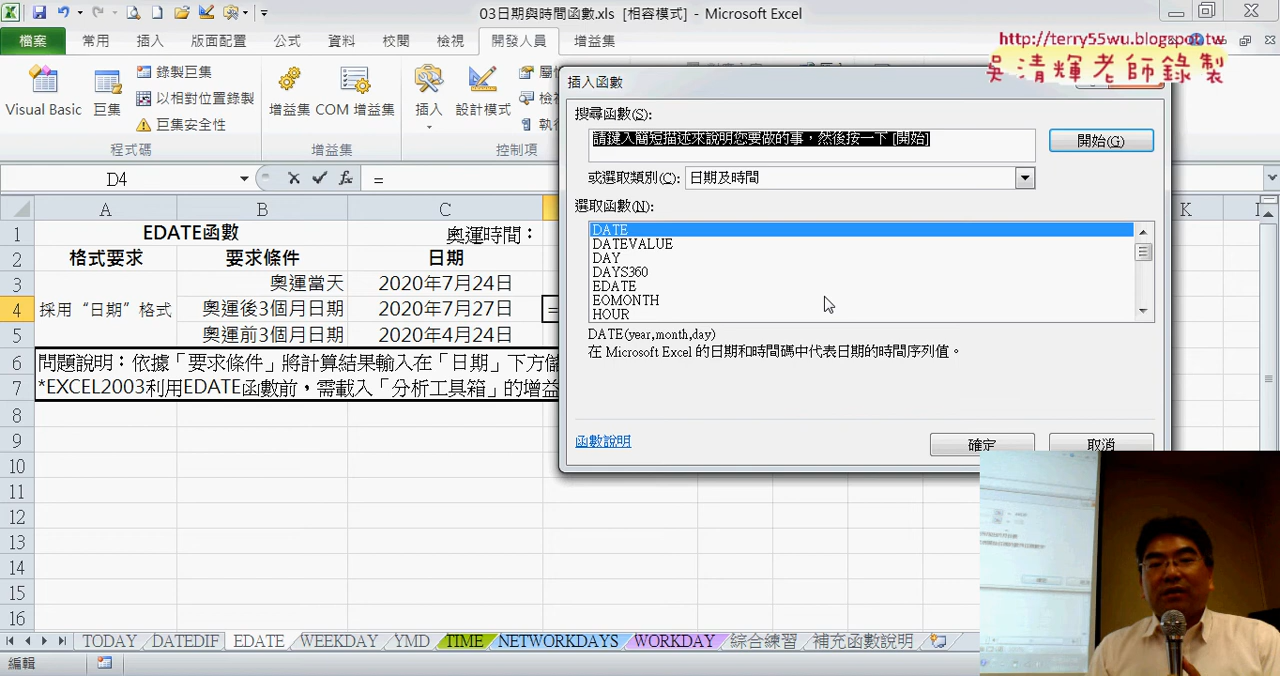 03日期與時間函數.xls [相容模式] - Microsoft Excel
http://terry55wu.blogspot.tw
吳清輝老師錄製
檔案 常用 插入 版面配置 公式 資料 校閱 檢視 開發人員 增益集
Visual Basic 巨集 錄製巨集 以相對位置錄製 巨集安全性
增益集 COM 增益集 插入 設計模式
程式碼 增益集 控制項
D4 fx =
A B C K
1 EDATE函數 奧運時間：
2 格式要求 要求條件 日期
3 奧運當天 2020年7月24日
4 採用“日期”格式 奧運後3個月日期 2020年7月27日 =
5 奧運前3個月日期 2020年4月24日
6 問題說明：依據「要求條件」將計算結果輸入在「日期」下方儲
7 *EXCEL2003利用EDATE函數前，需載入「分析工具箱」的增益
8
9
10
11
12
13
14
15
16
插入函數
搜尋函數(S):
請鍵入簡短描述來說明您要做的事，然後按一下 [開始]
開始(G)
或選取類別(C): 日期及時間
選取函數(N):
DATE
DATEVALUE
DAY
DAYS360
EDATE
EOMONTH
HOUR
DATE(year,month,day)
在 Microsoft Excel 的日期和時間碼中代表日期的時間序列值。
函數說明
確定 取消
TODAY DATEDIF EDATE WEEKDAY YMD TIME NETWORKDAYS WORKDAY 綜合練習 補充函數說明
編輯